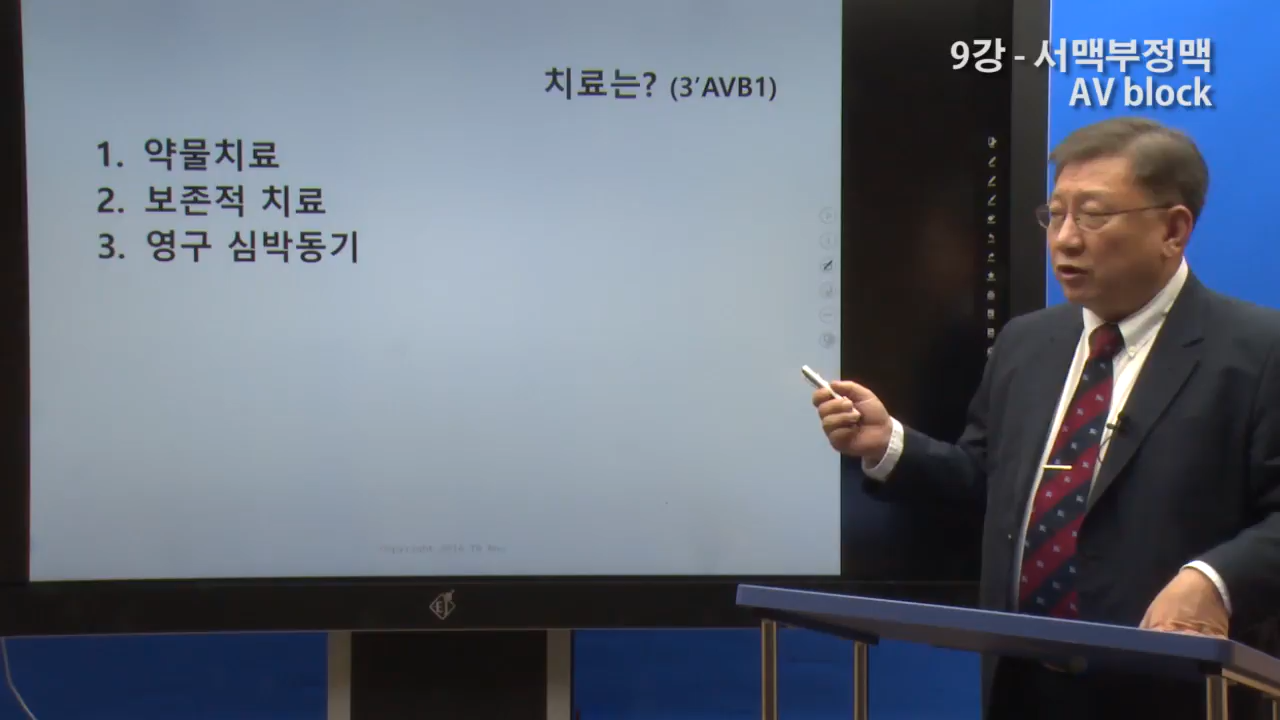 9강 - 서맥부정맥
AV block
치료는? (3'AVB1)
1. 약물치료
2. 보존적 치료
3. 영구 심박동기